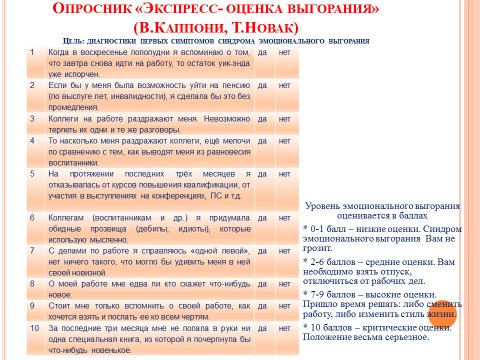 ОПРОСНИК «ЭКСПРЕСС- ОЦЕНКА ВЫГОРАНИЯ»
(В.КАППОНИ, Т.НОВАК)
ЦЕЛЬ: ДИАГНОСТИКИ ПЕРВЫХ СИМПТОМОВ СИНДРОМА ЭМОЦИОНАЛЬНОГО ВЫГОРАНИЯ
1 Когда в воскресенье пополудни я вспоминаю о том, да нет
что завтра снова идти на работу, то остаток уик-энда
уже испорчен.
2 Если бы у меня была возможность уйти на пенсию да нет
(по выслуге лет, инвалидности), я сделала бы это без
промедления.
3 Коллеги на работе раздражают меня. Невозможно да нет
терпеть их одни и те же разговоры.
4 То насколько меня раздражают коллеги, ещё мелочи да нет
по сравнению с тем, как выводят меня из равновесия
воспитанники.
5 На протяжении последних трёх месяцев я да нет
отказывалась от курсов повышения квалификации, от
участия в выступлениях на конференциях, ПС и т.д.
6 Коллегам (воспитанникам и др.) я придумала да нет
обидные прозвища (дебилы, идиоты), которые
использую мысленно.
7 С делами по работе я справляюсь «одной левой», да нет
нет ничего такого, что могло бы удивить меня в ней
своей новизной.
8 О моей работе мне едва ли кто скажет что-нибудь да нет
новое.
9 Стоит мне только вспомнить о своей работе, как да нет
хочется взять и послать ее ко всем чертям.
10 За последние три месяца мне не попала в руки ни да нет
одна специальная книга, из которой я почерпнула бы
что-нибудь новенькое.
Уровень эмоционального выгорания
оценивается в баллах
* 0-1 балл – низкие оценки. Синдром
эмоционального выгорания Вам не
грозит.
* 2-6 баллов – средние оценки. Вам
необходимо взять отпуск,
отключиться от рабочих дел.
* 7-9 баллов – высокие оценки.
Пришло время решать: либо сменить
работу, либо изменить стиль жизни.
* 10 баллов – критические оценки.
Положение весьма серьезное.